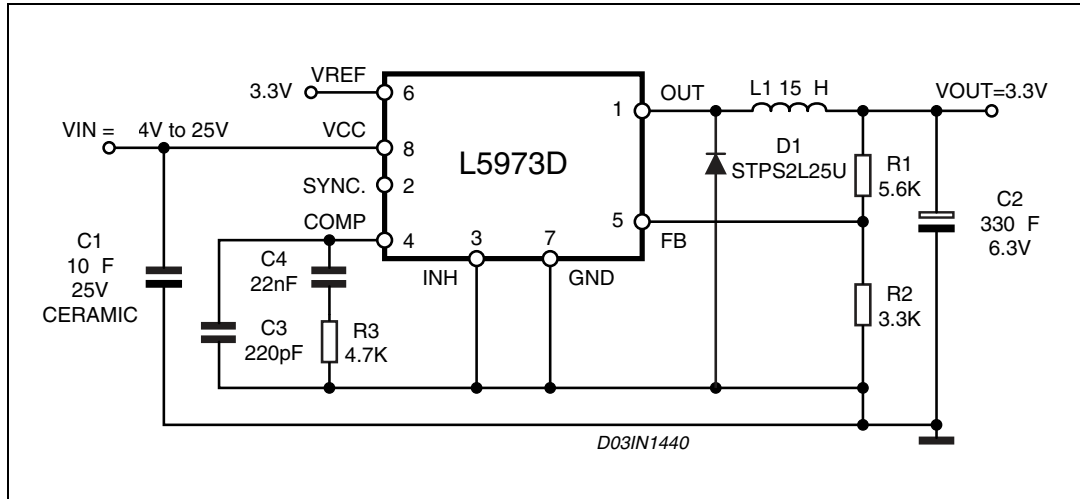 VREF
3.3V
6
VIN = 4V to 25V
VCC
8
SYNC.
2
COMP
4
L5973D
1
OUT
L1 15 H
VOUT=3.3V
D1
STPS2L25U
R1
5.6K
5
FB
C2
330 F
6.3V
3
INH
7
GND
C1
10 F
25V
CERAMIC
C4
22nF
C3
220pF
R3
4.7K
R2
3.3K
D03IN1440